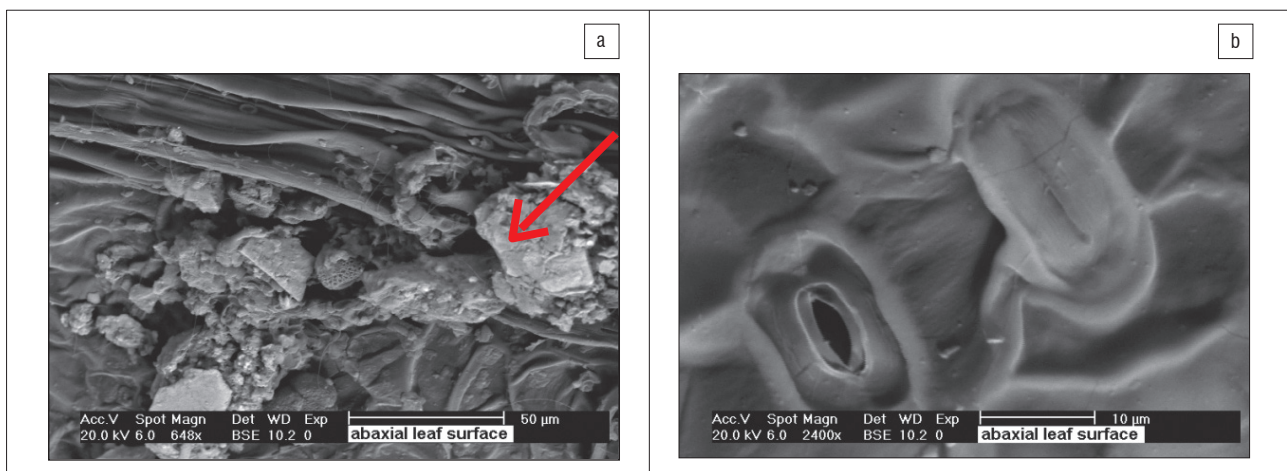 a
Acc.V Spot Magn Det WD Exp 50 µm
20.0 kV 6.0 648x BSE 10.2 0 abaxial leaf surface
b
Acc.V Spot Magn Det WD Exp 10 µm
20.0 kV 6.0 2400x BSE 10.2 0 abaxial leaf surface